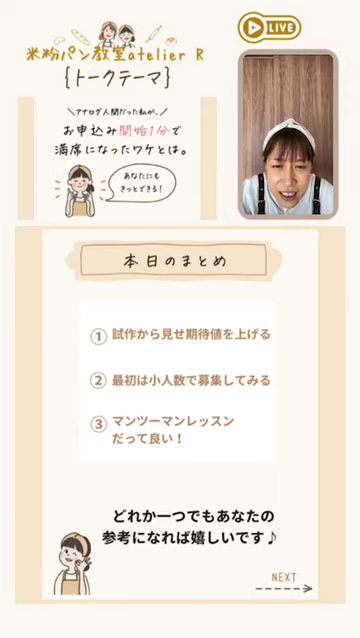 LIVE
米粉パン教室atelier R
{トークテーマ}
＼アナログ人間だった私が、／
お申込み開始1分で
満席になったワケとは。
あなたにも
きっとできる！
本日のまとめ
① 試作から見せ期待値を上げる
② 最初は小人数で募集してみる
③ マンツーマンレッスン
だって良い！
どれか一つでもあなたの
参考になれば嬉しいです♪
NEXT